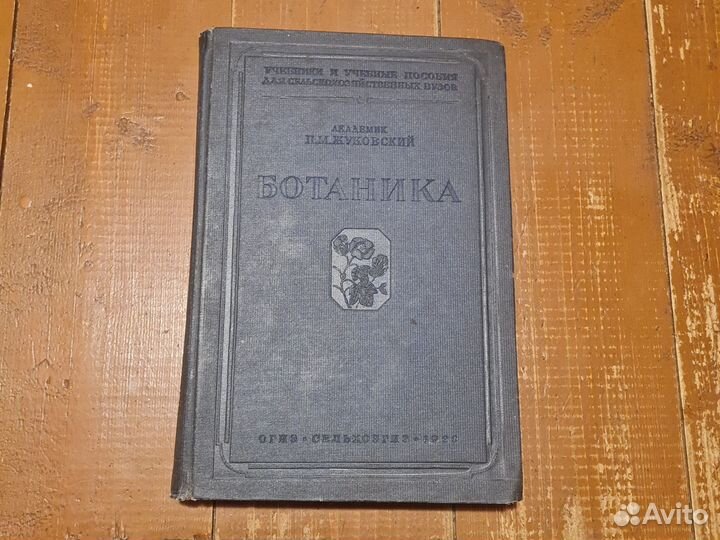 УЧЕБНИКИ И УЧЕБНЫЕ ПОСОБИЯ
ДЛЯ СЕЛЬСКОХОЗЯЙСТВЕННЫХ ВУЗОВ
АКАДЕМИК
П.М.ЖУКОВСКИЙ
БОТАНИКА
ОГИЗ • СЕЛЬХОЗГИЗ •
Avito